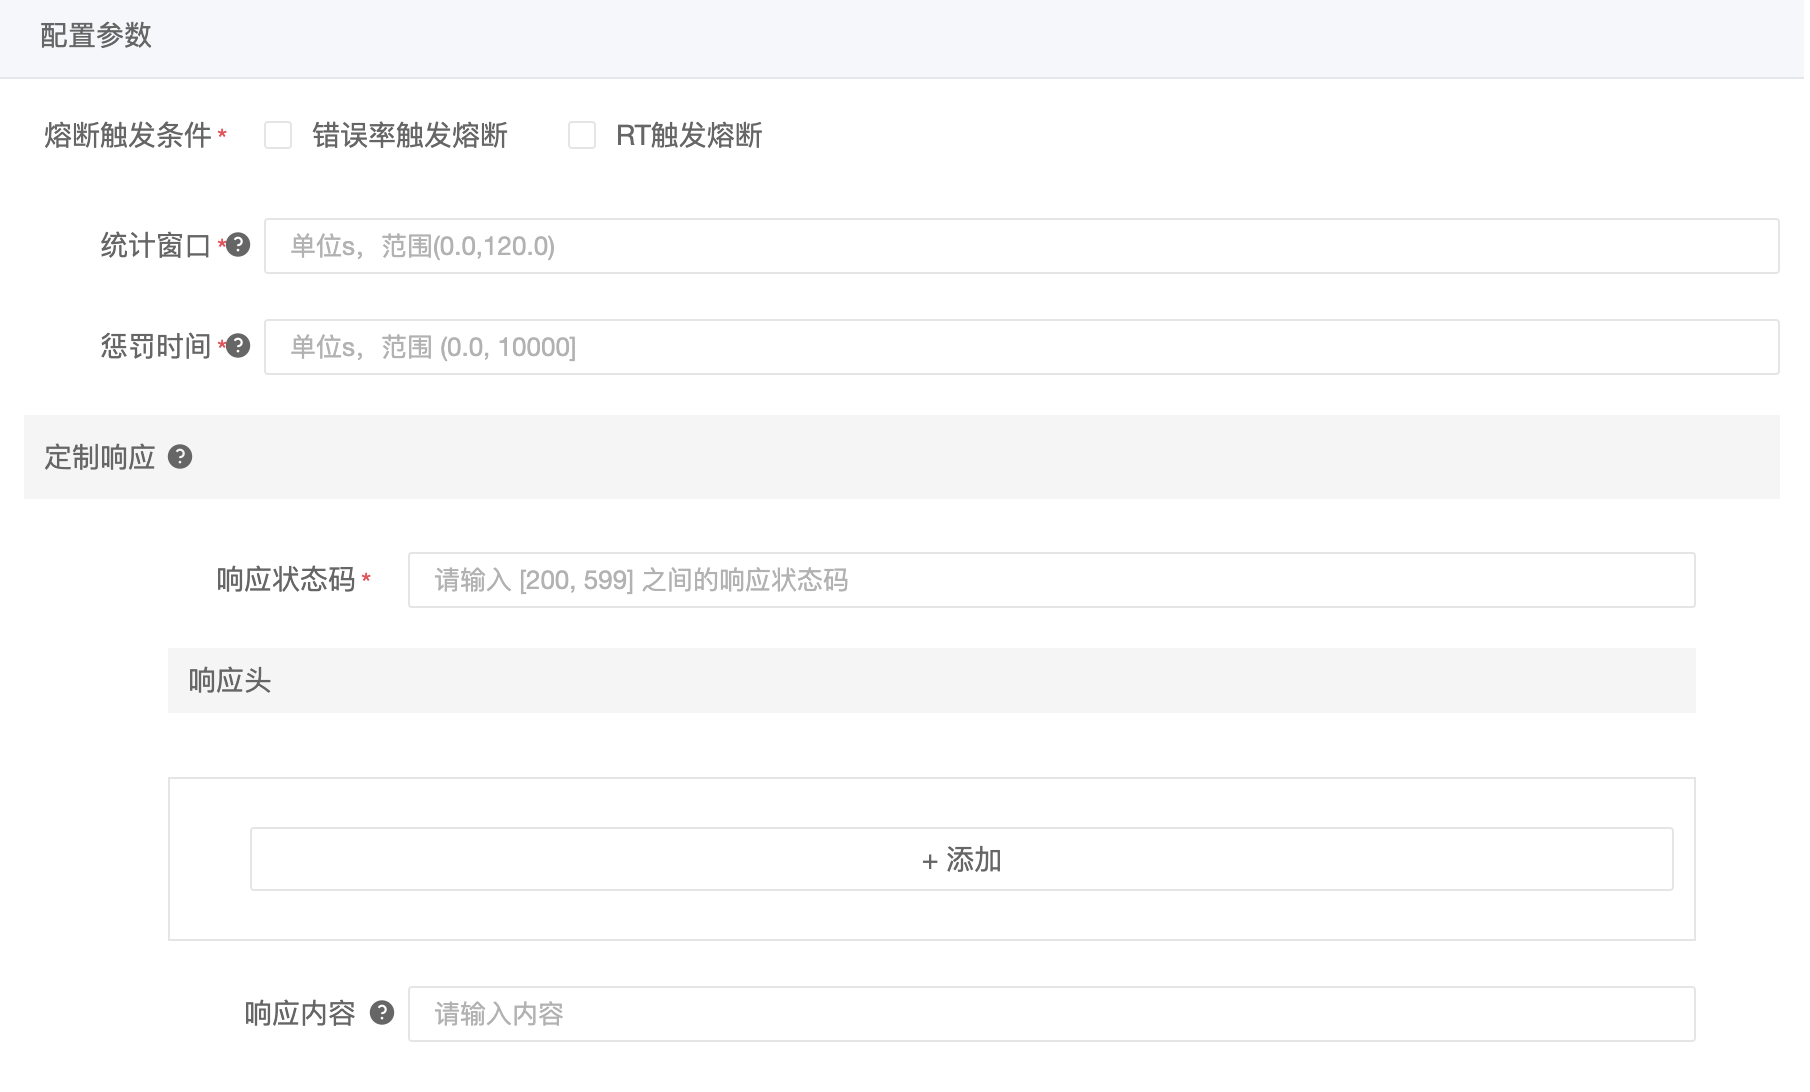 配置参数
熔断触发条件* 错误率触发熔断 RT触发熔断
统计窗口* 单位s，范围(0.0,120.0)
惩罚时间* 单位s，范围 (0.0, 10000]
定制响应
响应状态码* 请输入 [200, 599] 之间的响应状态码
响应头
+ 添加
响应内容 请输入内容